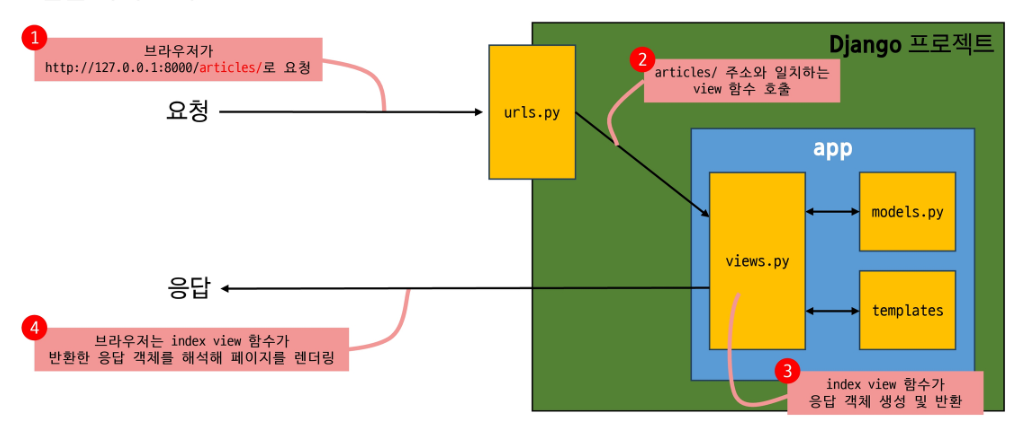 1
브라우저가
http://127.0.0.1:8000/articles/로 요청
Django 프로젝트
2
articles/ 주소와 일치하는
view 함수 호출
요청
urls.py
app
models.py
views.py
응답
templates
4
브라우저는 index view 함수가
반환한 응답 객체를 해석해 페이지를 렌더링
3
index view 함수가
응답 객체 생성 및 반환